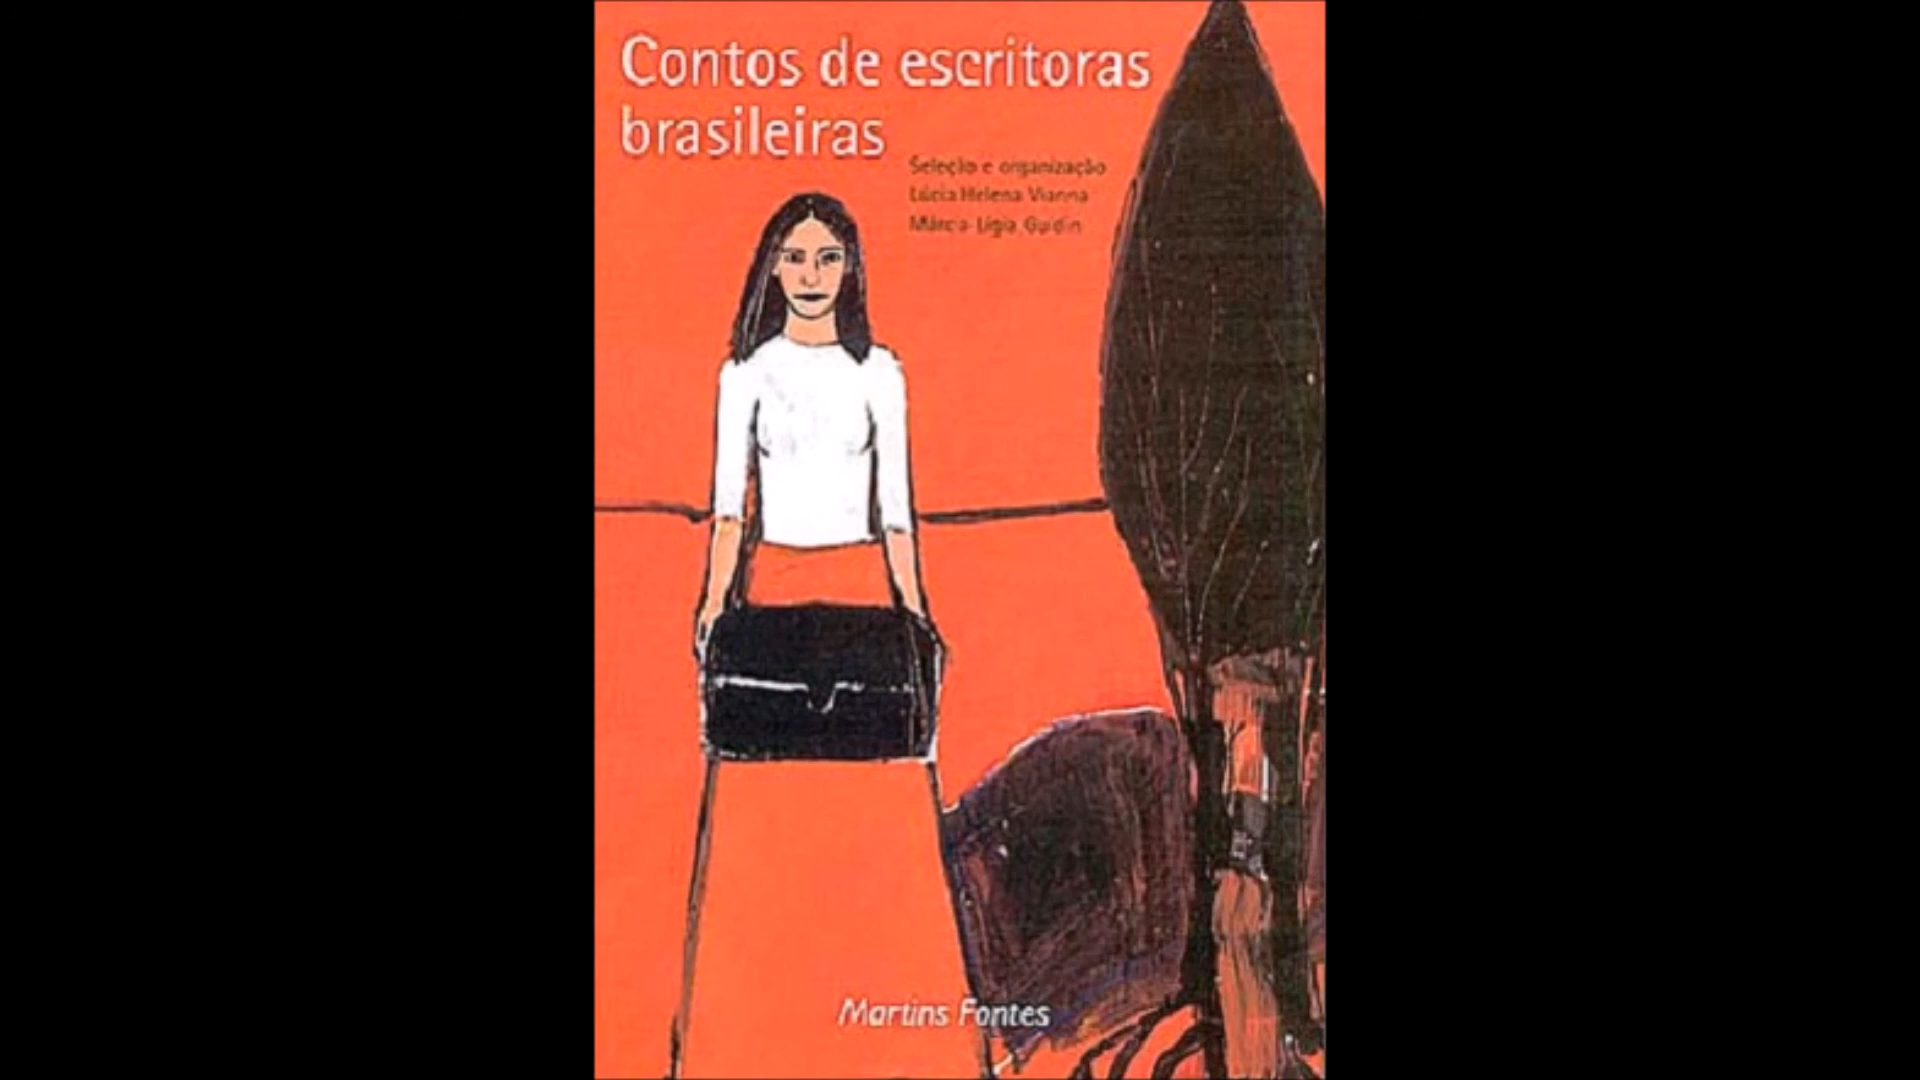 Contos de escritoras
brasileiras
Seleção e organização
Lúcia Helena Vianna
Márcia Lígia Guidin
Martins Fontes